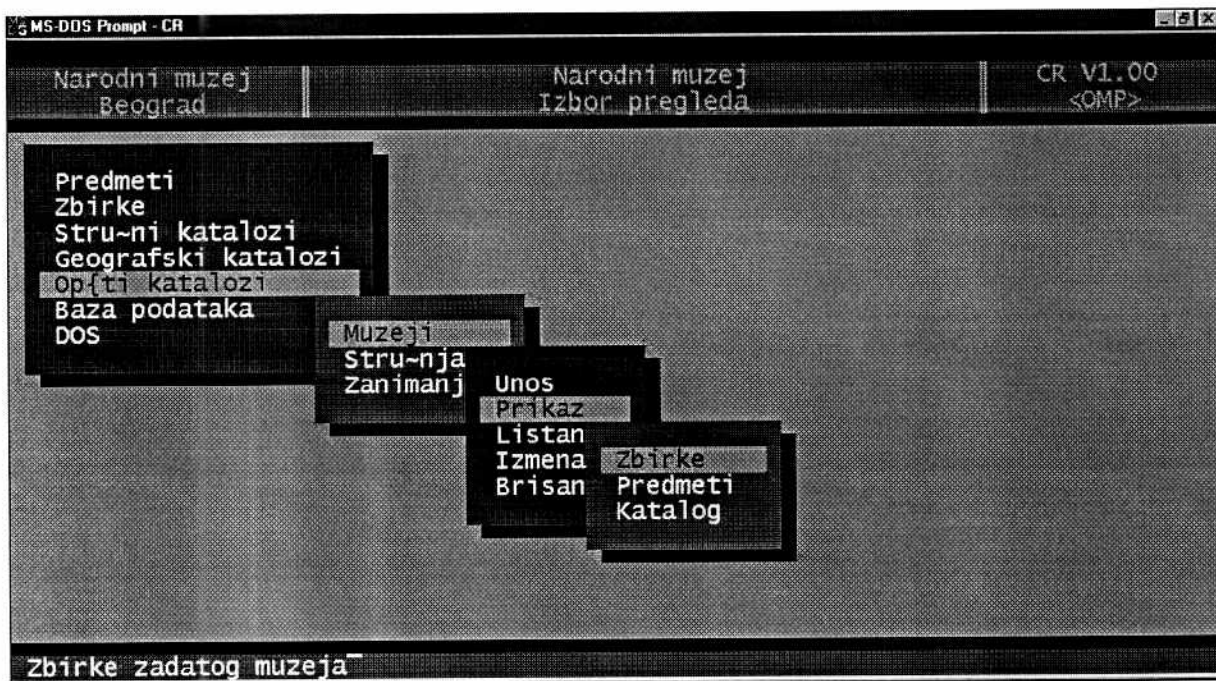 MS-DOS Prompt - CR
Narodni muzej
Beograd
Narodni muzej
Izbor pregleda
CR V1.00
<OMP>
Predmeti
Zbirke
Stru~ni katalozi
Geografski katalozi
Op{ti katalozi
Baza podataka
DOS
Muzeji
Stru~nja
Zanimanj
Unos
Prikaz
Listan
Izmena
Brisan
Zbirke
Predmeti
Katalog
Zbirke zadatog muzeja